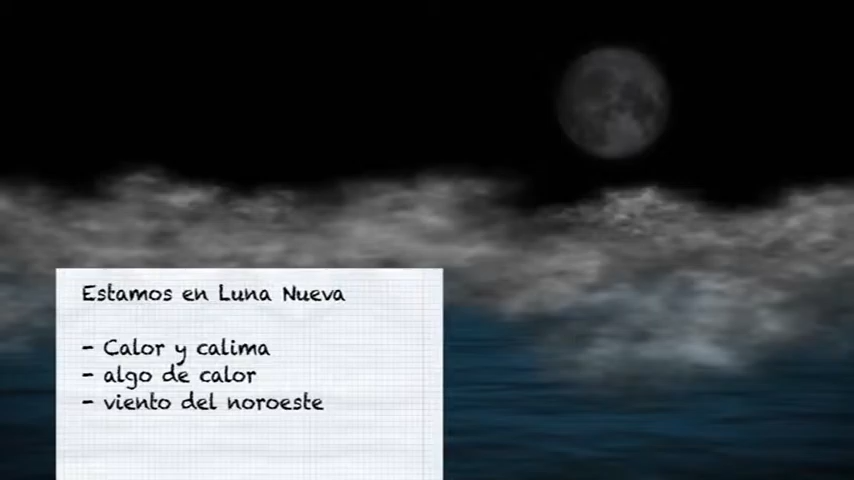 Estamos en Luna Nueva
- Calor y calima
- algo de calor
- viento del noroeste